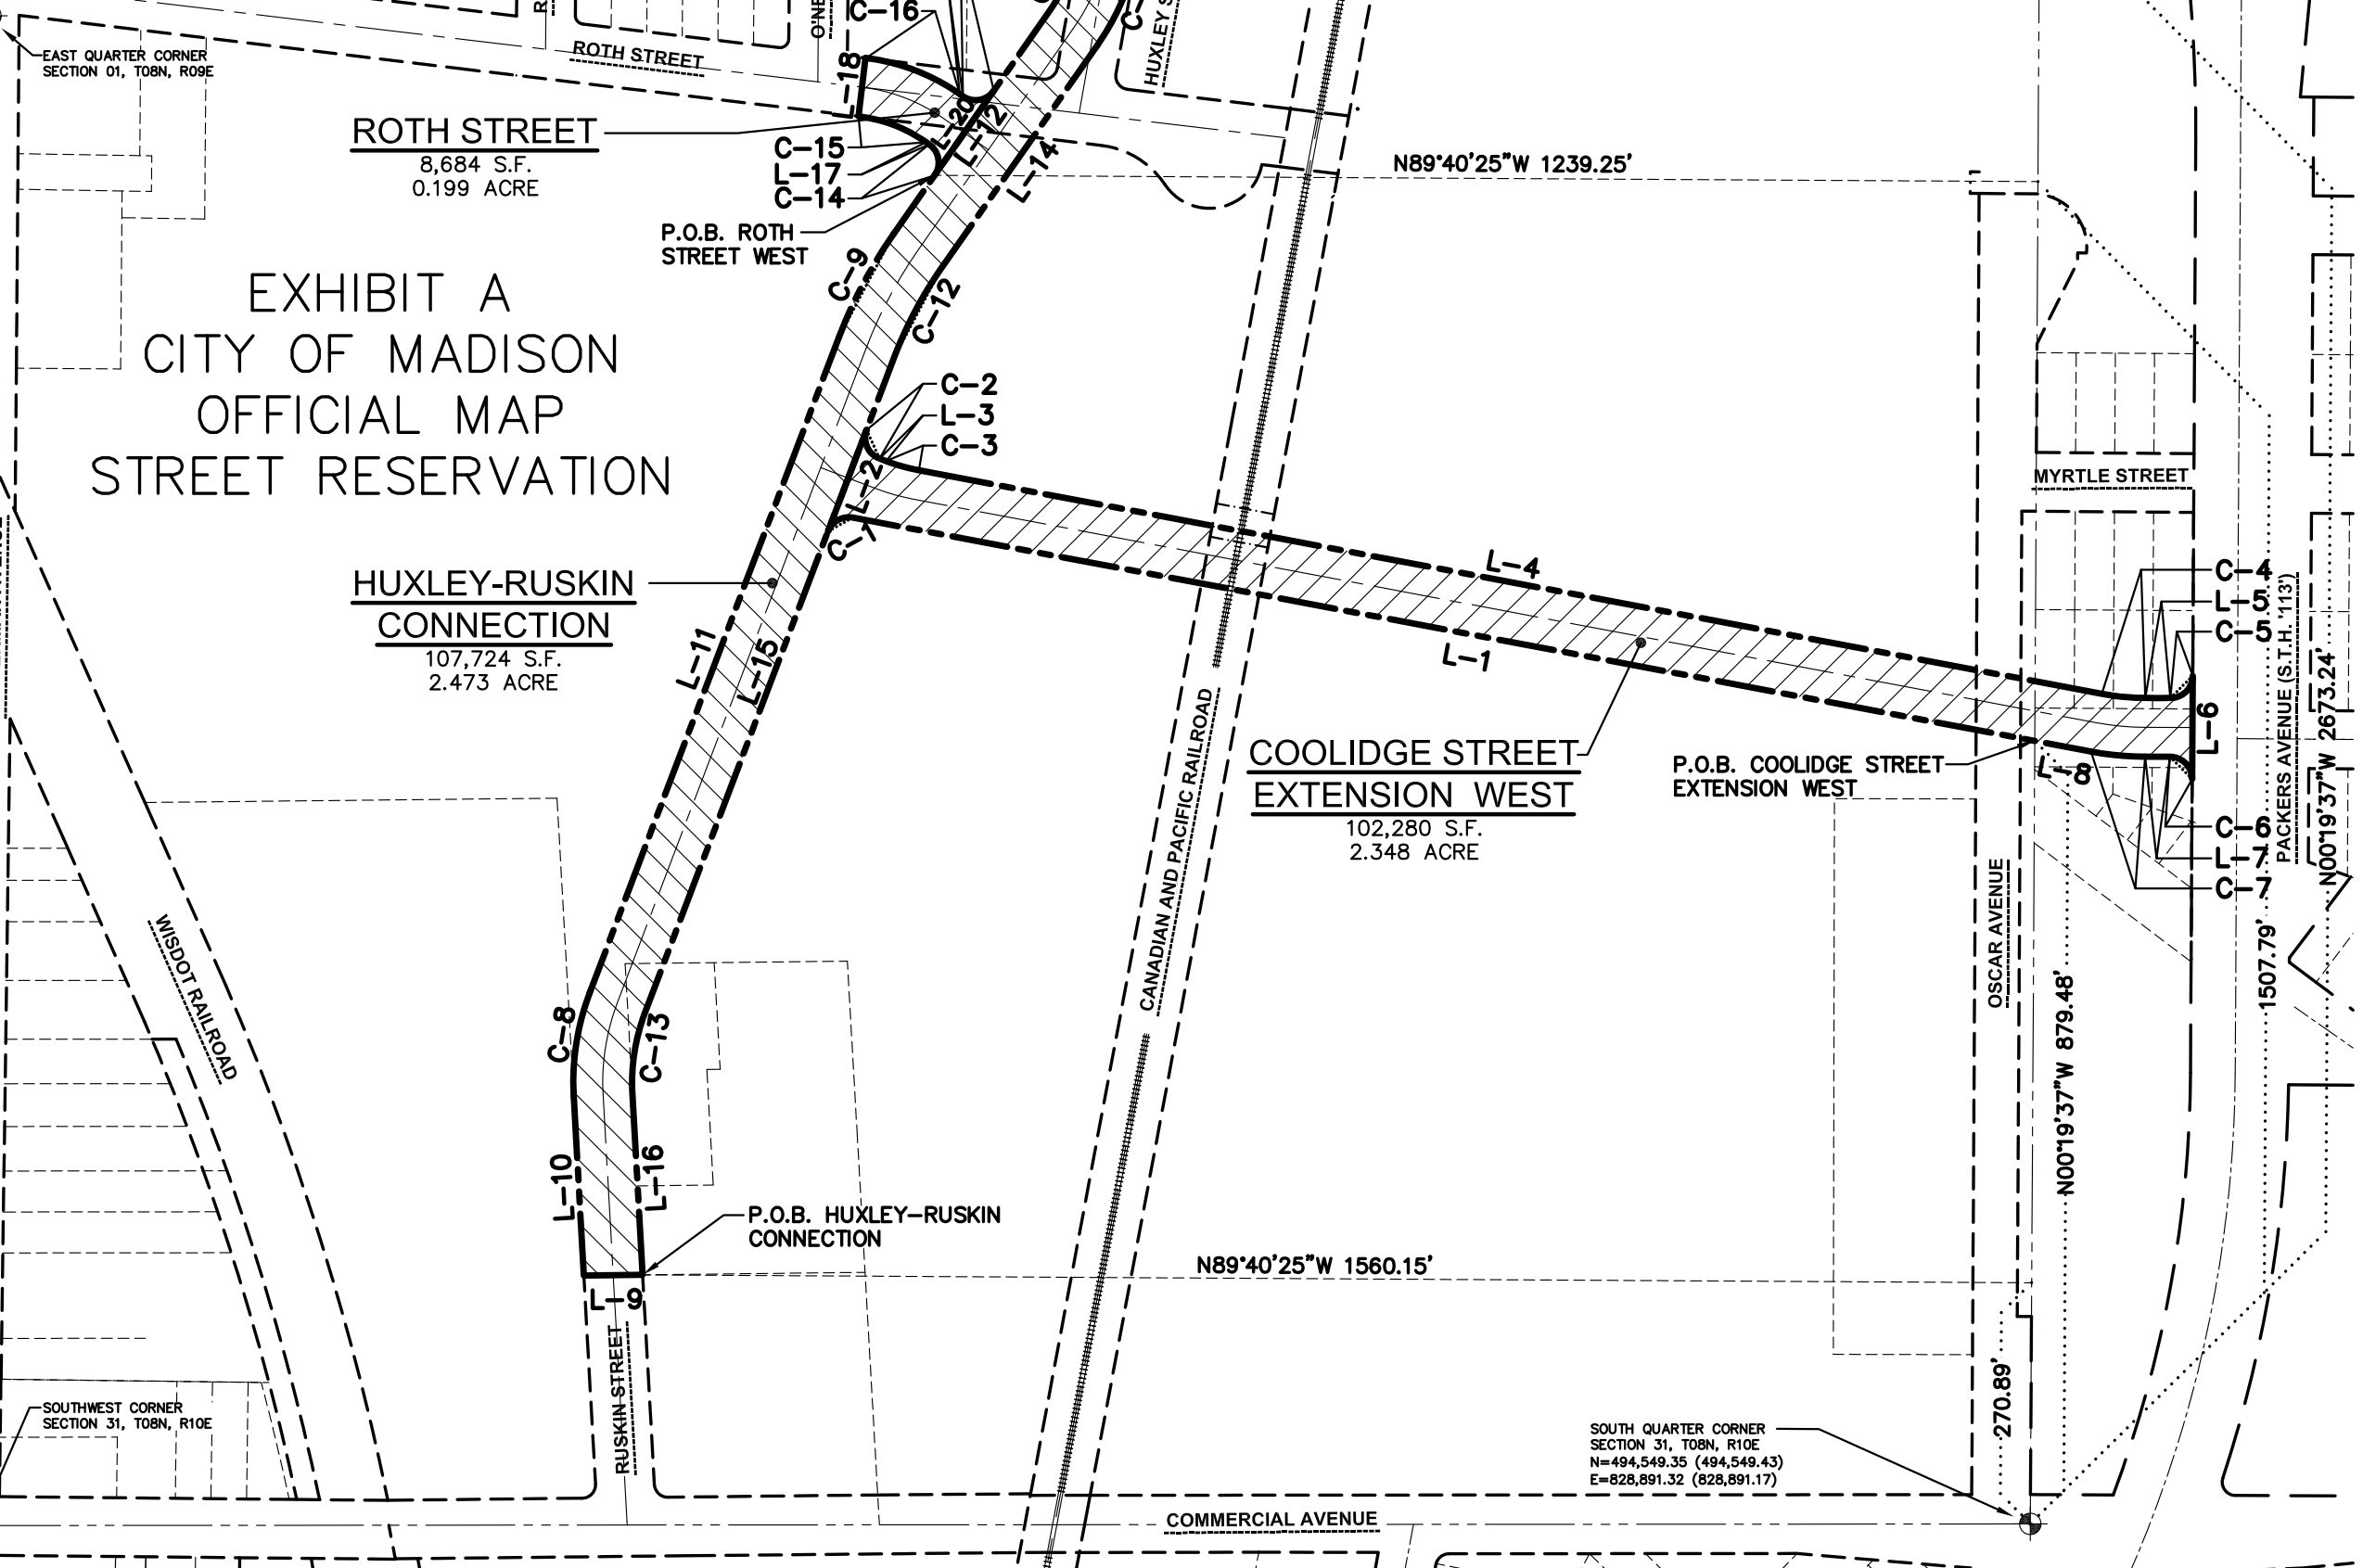 C-16
EAST QUARTER CORNER
SECTION 01, T08N, R09E
ROTH STREET
HUXLEY S
ROTH STREET
8,684 S.F.
0.199 ACRE
L-18
L-20
L-12
L-14
C-15
L-17
C-14
N89°40'25"W 1239.25'
P.O.B. ROTH
STREET WEST
C-9
C-12
EXHIBIT A
CITY OF MADISON
OFFICIAL MAP
STREET RESERVATION
C-2
L-3
C-3
L-2
C-1
MYRTLE STREET
HUXLEY-RUSKIN
CONNECTION
107,724 S.F.
2.473 ACRE
L-4
L-1
C-4
L-5
C-5
L-11
L-15
L-6
COOLIDGE STREET
EXTENSION WEST
102,280 S.F.
2.348 ACRE
P.O.B. COOLIDGE STREET
EXTENSION WEST
L-8
C-6
L-7
C-7
PACKERS AVENUE (S.T.H. '113')
N00°19'37"W 2673.24'
CANADIAN AND PACIFIC RAILROAD
OSCAR AVENUE
WISDOT RAILROAD
1507.79'
N00°19'37"W 879.48'
C-8
C-13
L-10
L-16
P.O.B. HUXLEY-RUSKIN
CONNECTION
N89°40'25"W 1560.15'
L-9
RUSKIN STREET
270.89'
SOUTHWEST CORNER
SECTION 31, T08N, R10E
SOUTH QUARTER CORNER
SECTION 31, T08N, R10E
N=494,549.35 (494,549.43)
E=828,891.32 (828,891.17)
COMMERCIAL AVENUE